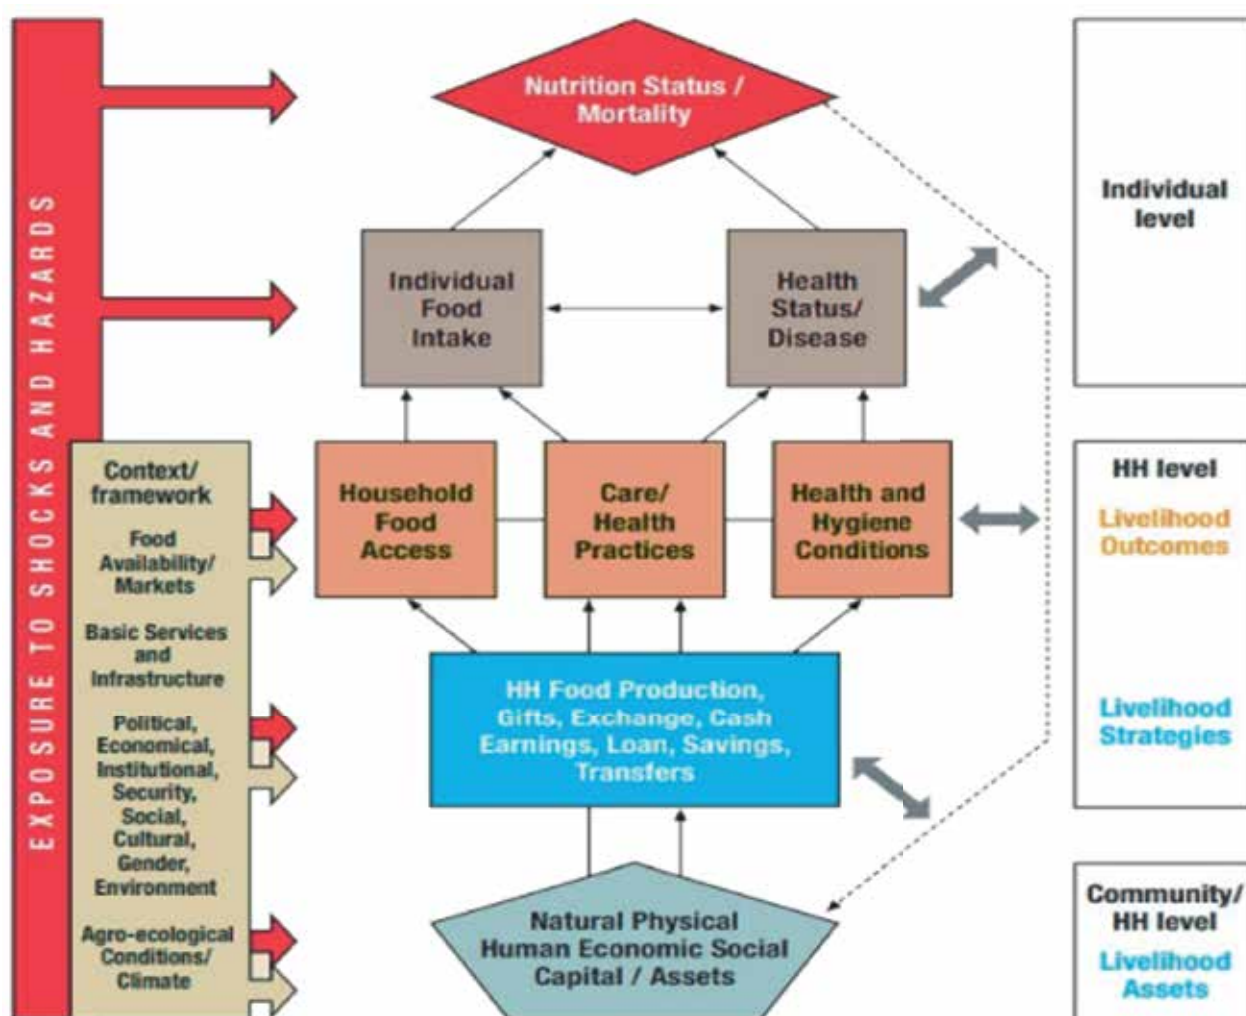 EXPOSURE TO SHOCKS AND HAZARDS
Nutrition Status /
Mortality
Individual
Food
Intake
Health
Status/
Disease
Individual
level
Context/
framework
Food
Availability/
Markets
Basic Services
and
Infrastructure
Political,
Economical,
Institutional,
Security,
Social,
Cultural,
Gender,
Environment
Agro-ecological
Conditions/
Climate
Household
Food
Access
Care/
Health
Practices
Health and
Hygiene
Conditions
HH level
Livelihood
Outcomes
HH Food Production,
Gifts, Exchange, Cash
Earnings, Loan, Savings,
Transfers
Livelihood
Strategies
Natural Physical
Human Economic Social
Capital / Assets
Community/
HH level
Livelihood
Assets